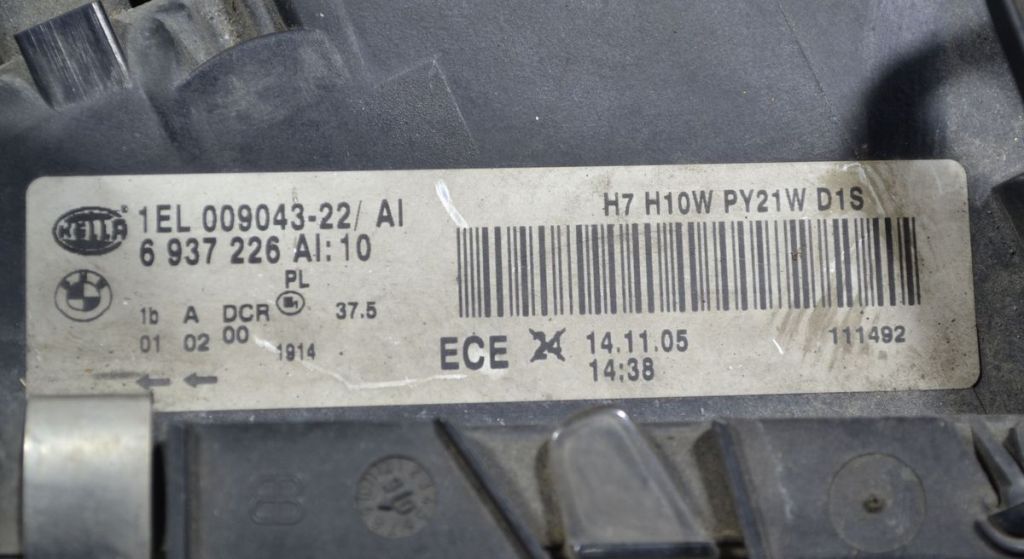 HELLA 1EL 009043-22/ AI
H7 H10W PY21W D1S
6 937 226 AI:10
PL
1b A DCR 37.5
01 02 00
1914
ECE 14.11.05
14:38
111492